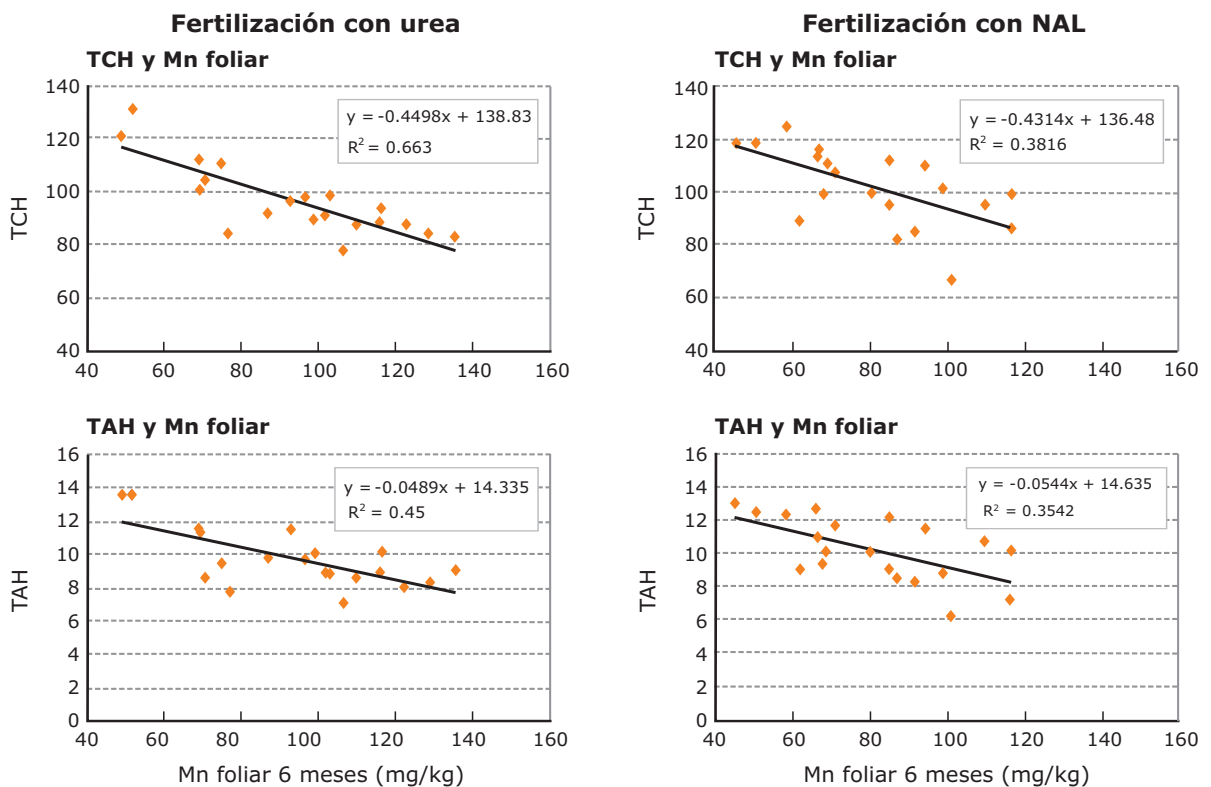 Fertilización con urea
TCH y Mn foliar
140
120
100
80
60
40
TCH
y = -0.4498x + 138.83
R² = 0.663
40 60 80 100 120 140 160
Fertilización con NAL
TCH y Mn foliar
140
120
100
80
60
40
TCH
y = -0.4314x + 136.48
R² = 0.3816
40 60 80 100 120 140 160
TAH y Mn foliar
16
14
12
10
8
6
4
2
0
TAH
y = -0.0489x + 14.335
R² = 0.45
40 60 80 100 120 140 160
Mn foliar 6 meses (mg/kg)
TAH y Mn foliar
16
14
12
10
8
6
4
2
0
TAH
y = -0.0544x + 14.635
R² = 0.3542
40 60 80 100 120 140 160
Mn foliar 6 meses (mg/kg)